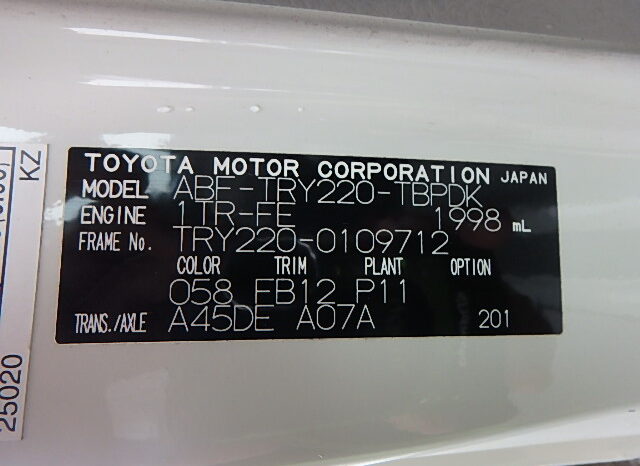 TOYOTA MOTOR CORPORATION JAPAN
MODEL ABF-TRY220-TBPDK
ENGINE 1TR-FE 1998 mL
FRAME No. TRY220-0109712
COLOR TRIM PLANT OPTION
058 FB12 P11
TRANS./AXLE A45DE A07A 201
KZ
25020